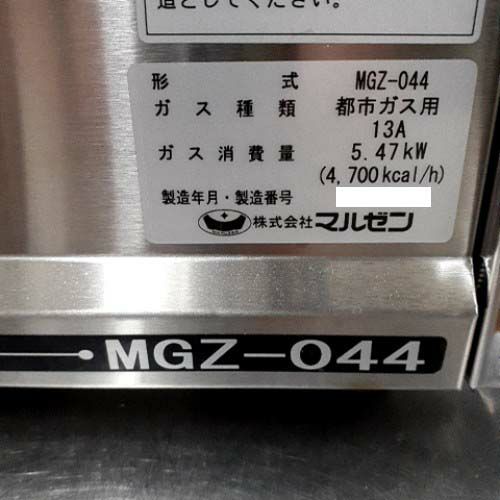 造としてください。
形式 MGZ-044
ガス種類 都市ガス用
13A
ガス消費量 5.47kW
(4,700kcal/h)
製造年月・製造番号
株式会社マルゼン
MGZ-044